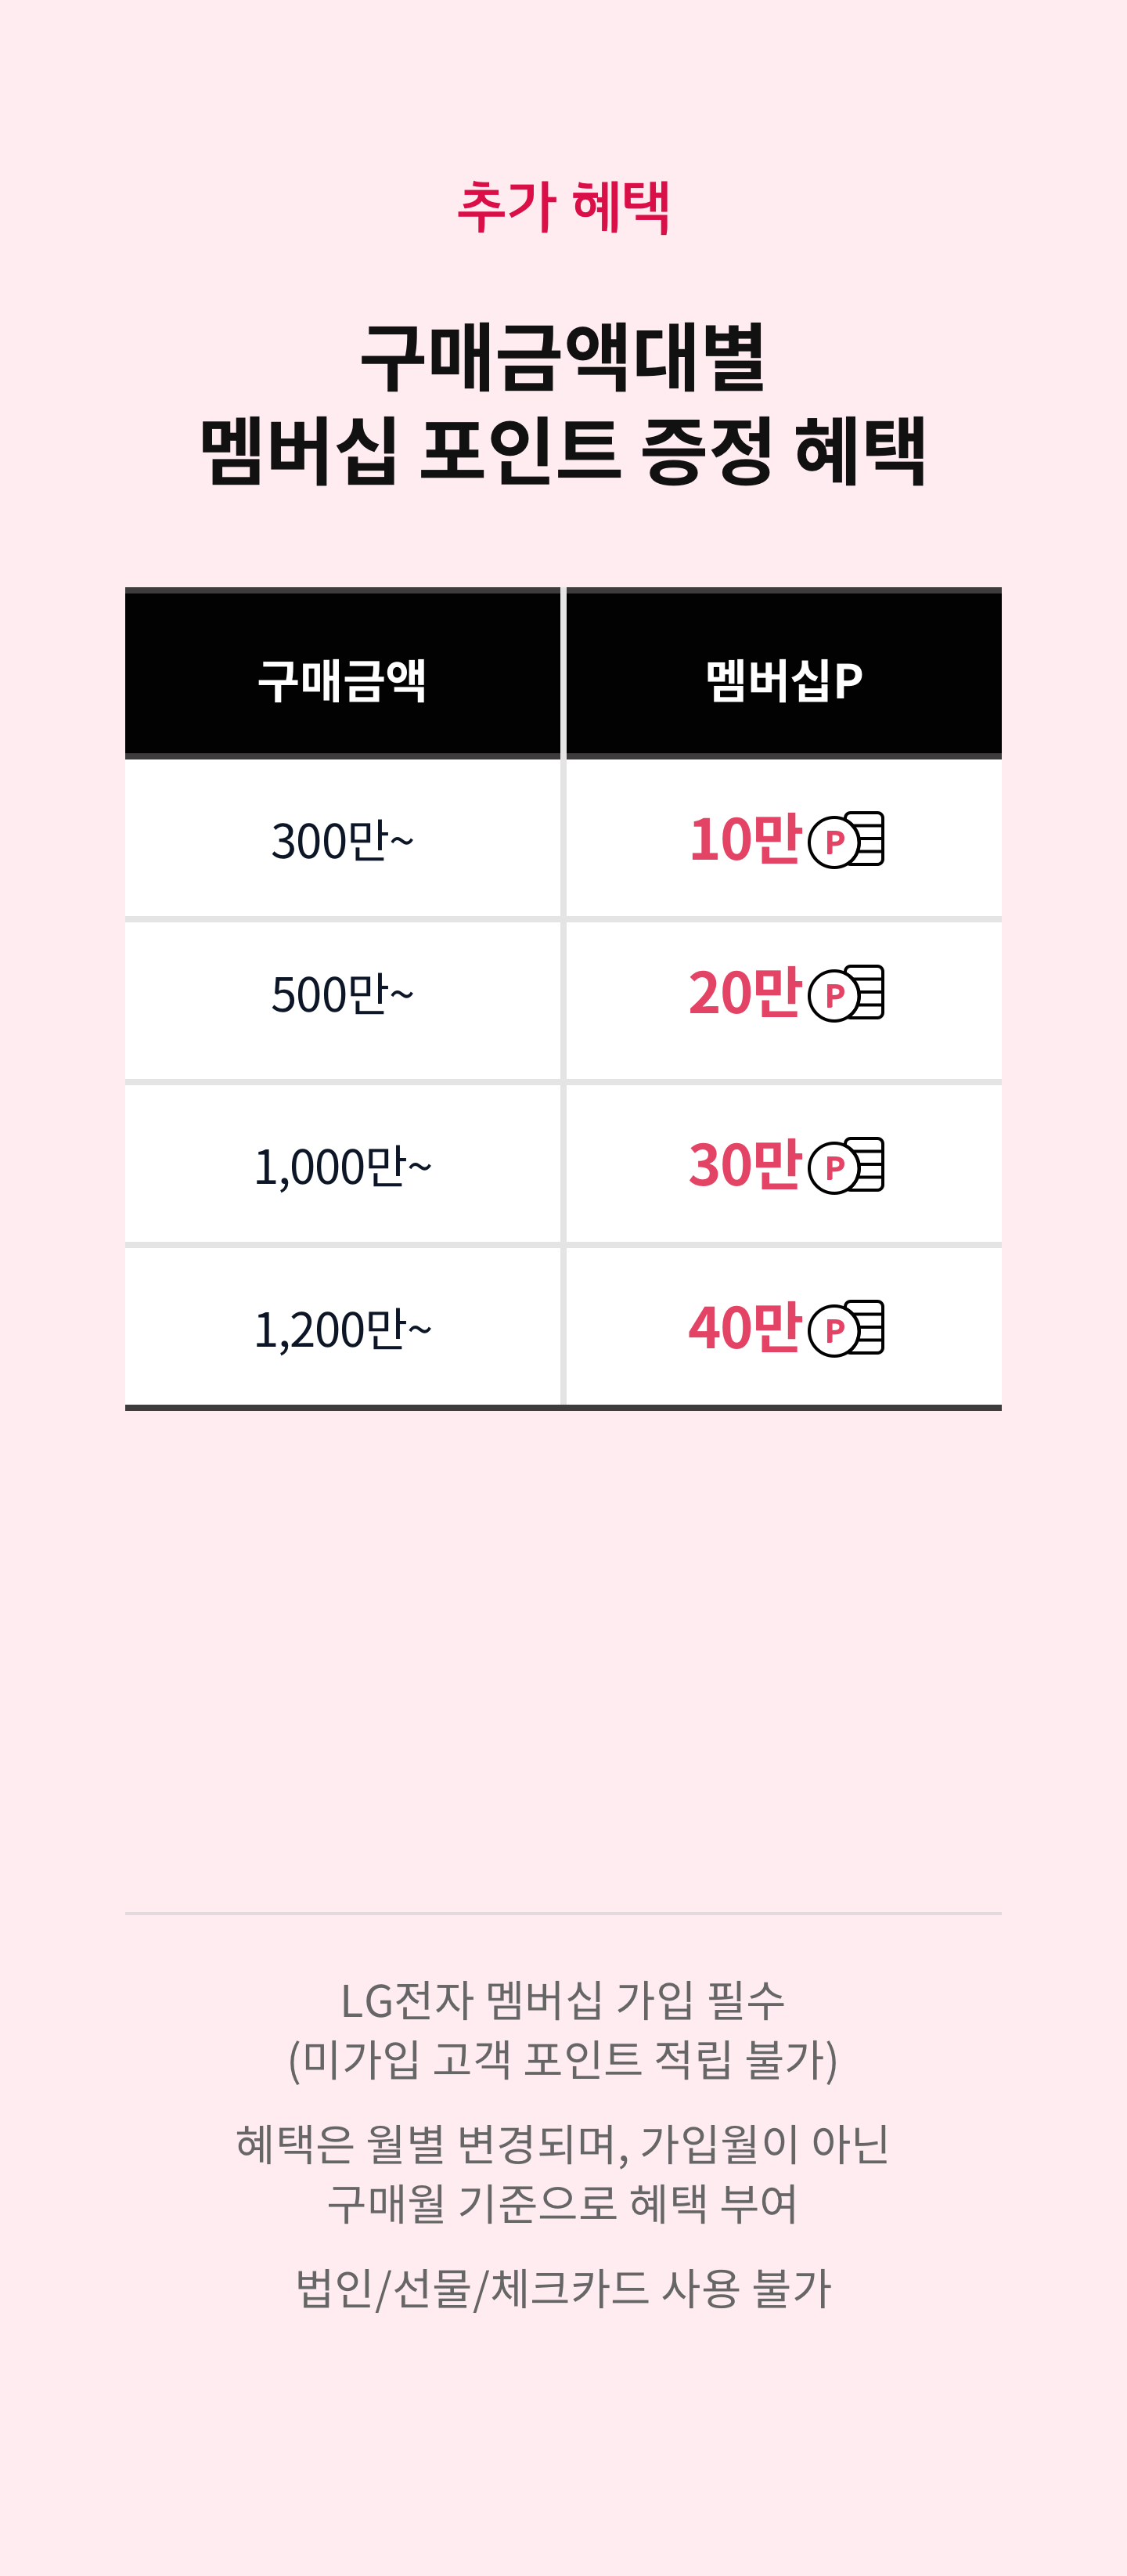 추가 혜택
구매금액대별
멤버십 포인트 증정 혜택
구매금액 멤버십P
300만~ 10만 P
500만~ 20만 P
1,000만~ 30만 P
1,200만~ 40만 P
LG전자 멤버십 가입 필수
(미가입 고객 포인트 적립 불가)
혜택은 월별 변경되며, 가입월이 아닌
구매월 기준으로 혜택 부여
법인/선물/체크카드 사용 불가